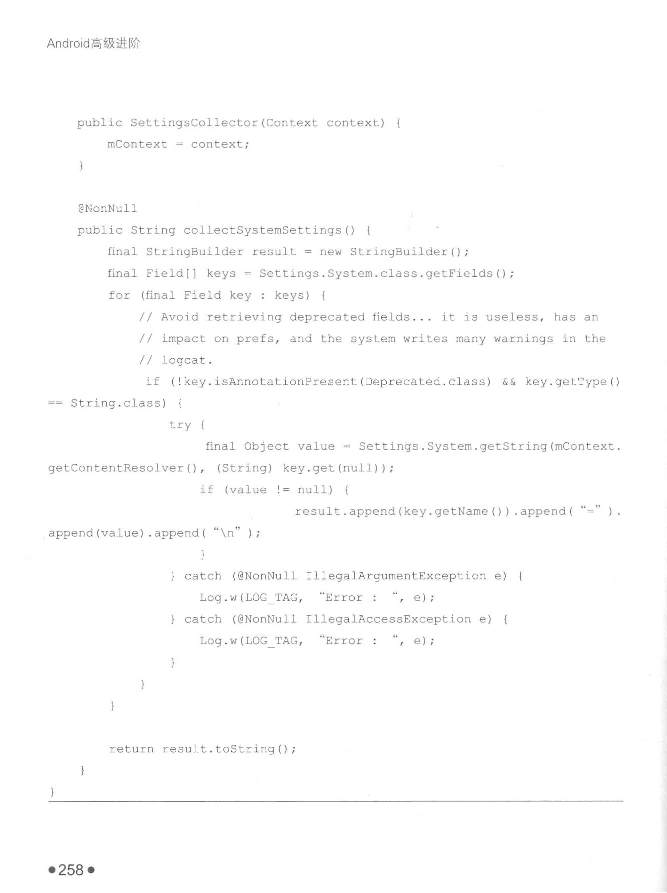 Android高级进阶
public SettingsCollector(Context context) {
mContext = context;
}
@NonNull
public String collectSystemSettings() {
final StringBuilder result = new StringBuilder();
final Field[] keys = Settings.System.class.getFields();
for (final Field key : keys) {
// Avoid retrieving deprecated fields... it is useless, has an
// impact on prefs, and the system writes many warnings in the
// logcat.
if (!key.isAnnotationPresent(Deprecated.class) && key.getType()
== String.class) {
try {
final Object value = Settings.System.getString(mContext.
getContentResolver(), (String) key.get(null));
if (value != null) {
result.append(key.getName()).append( “=” ).
append(value).append( “\n” );
}
} catch (@NonNull IllegalArgumentException e) {
Log.w(LOG_TAG, “Error : “, e);
} catch (@NonNull IllegalAccessException e) {
Log.w(LOG_TAG, “Error : “, e);
}
}
}
return result.toString();
}
}
●258●